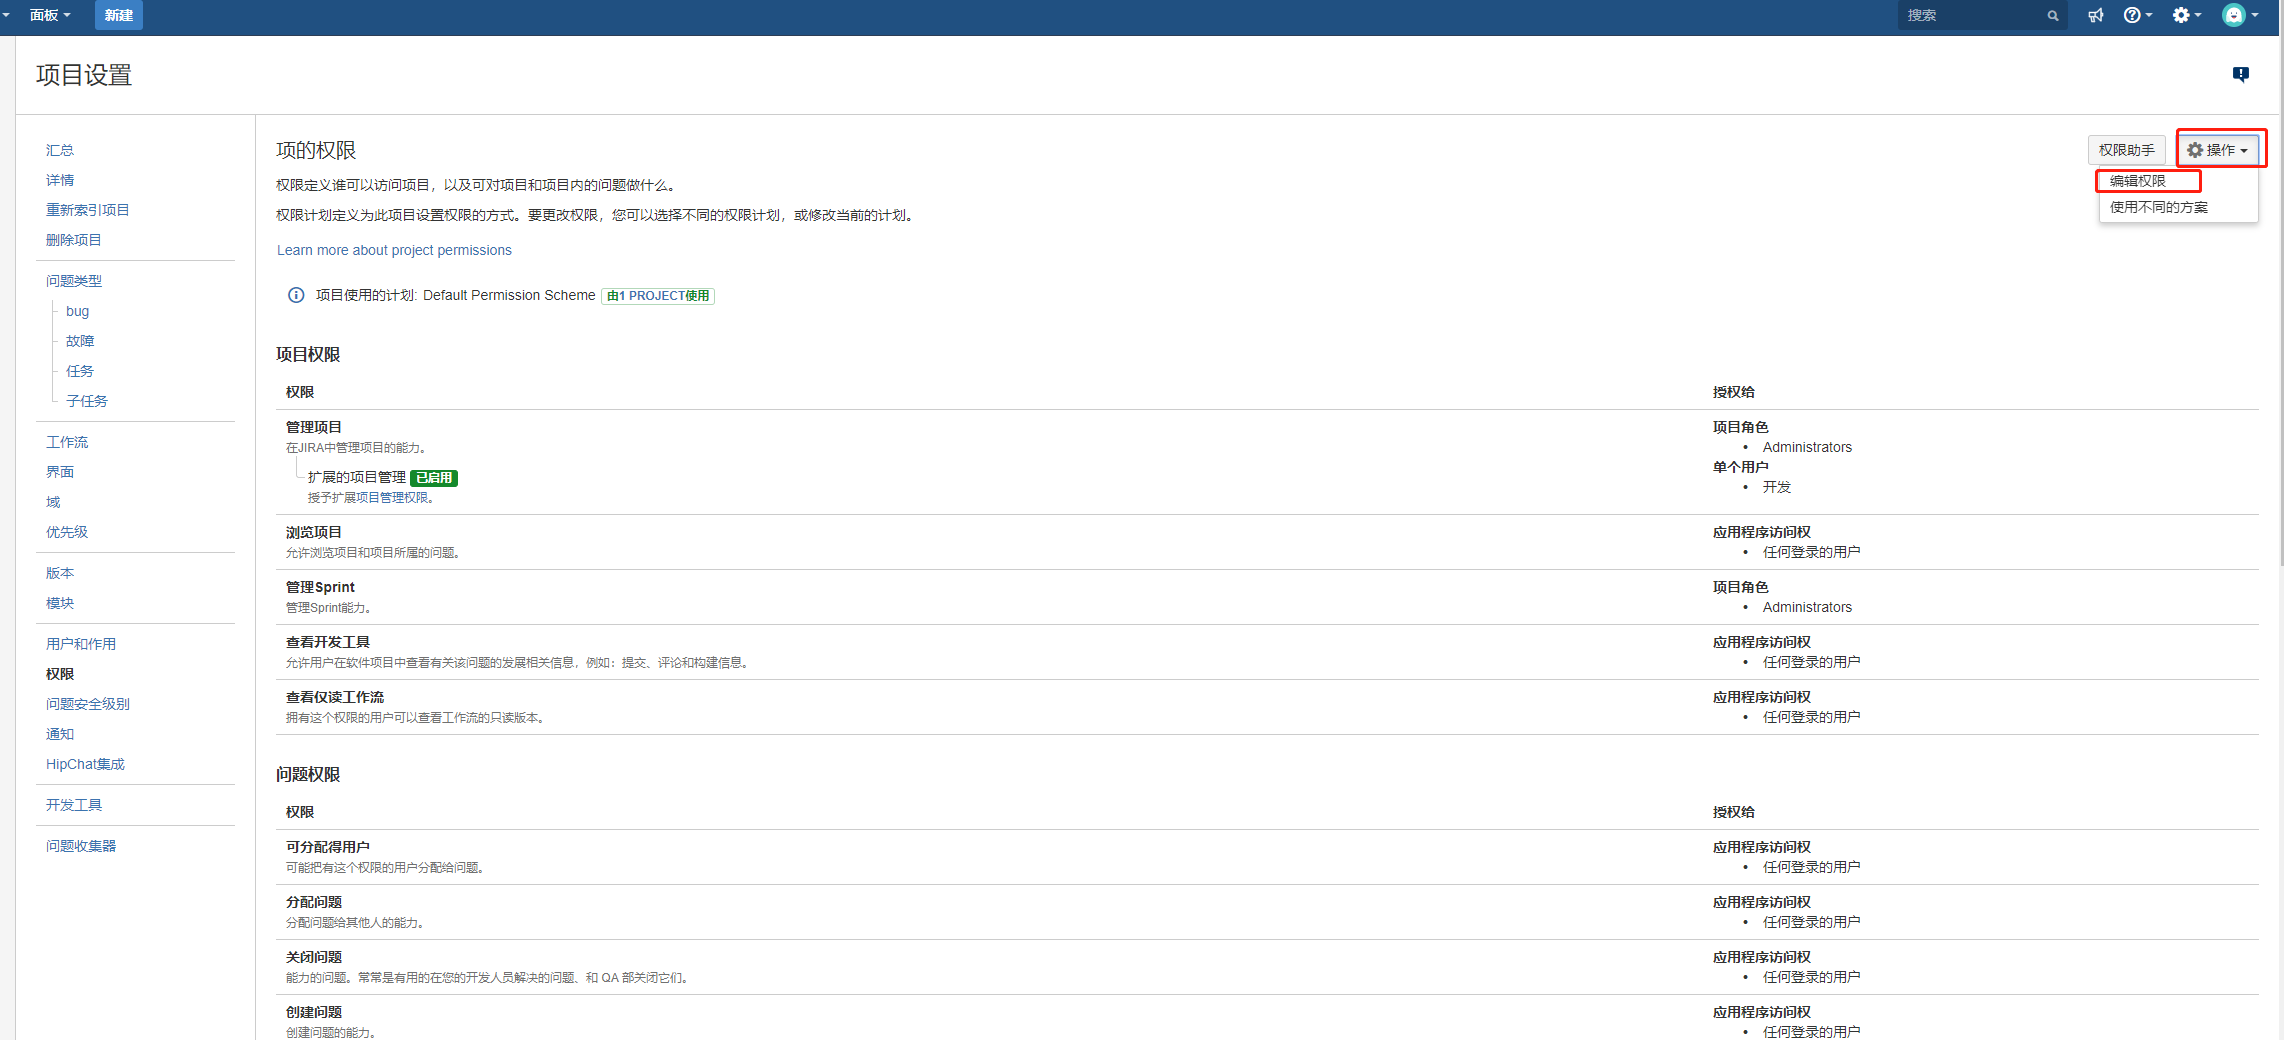 面板
新建
搜索
项目设置
汇总
详情
重新索引项目
删除项目
问题类型
bug
故障
任务
子任务
工作流
界面
域
优先级
版本
模块
用户和作用
权限
问题安全级别
通知
HipChat集成
开发工具
问题收集器
项的权限
权限助手
操作
编辑权限
使用不同的方案
权限定义谁可以访问项目，以及可对项目和项目内的问题做什么。
权限计划定义为此项目设置权限的方式。要更改权限，您可以选择不同的权限计划，或修改当前的计划。
Learn more about project permissions
项目使用的计划: Default Permission Scheme 由1 PROJECT使用
项目权限
权限 授权给
管理项目 项目角色
在JIRA中管理项目的能力。 • Administrators
单个用户
扩展的项目管理 已启用 • 开发
授予扩展项目管理权限。
浏览项目 应用程序访问权
允许浏览项目和项目所属的问题。 • 任何登录的用户
管理Sprint 项目角色
管理Sprint能力。 • Administrators
查看开发工具 应用程序访问权
允许用户在软件项目中查看有关该问题的发展相关信息，例如：提交、评论和构建信息。 • 任何登录的用户
查看仅读工作流 应用程序访问权
拥有这个权限的用户可以查看工作流的只读版本。 • 任何登录的用户
问题权限
权限 授权给
可分配得用户 应用程序访问权
可能把有这个权限的用户分配给问题。 • 任何登录的用户
分配问题 应用程序访问权
分配问题给其他人的能力。 • 任何登录的用户
关闭问题 应用程序访问权
能力的问题。常常是有用的在您的开发人员解决的问题、和 QA 部关闭它们。 • 任何登录的用户
创建问题 应用程序访问权
创建问题的能力。 • 任何登录的用户